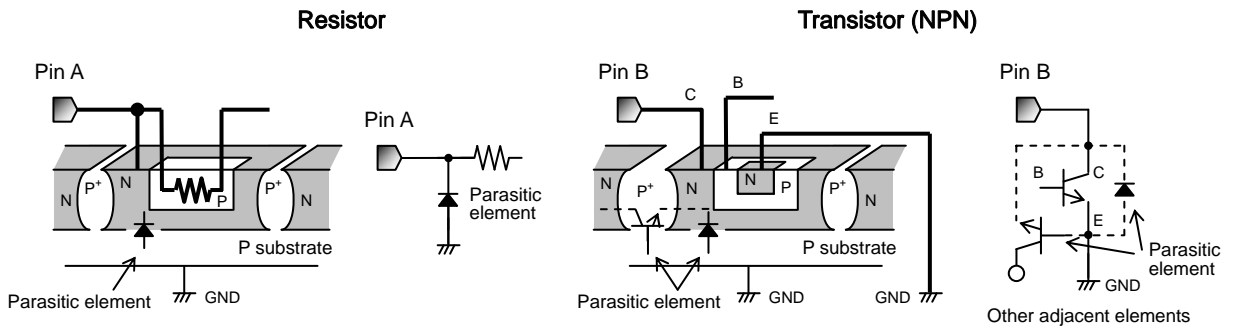 Resistor
Transistor (NPN)
Pin A
Pin A
N
P+
N
P
P+
N
Parasitic
element
P substrate
Parasitic element
GND
Pin B
C
B
E
N
P+
N
N
P
P+
N
P substrate
Parasitic element
GND
GND
Pin B
B
C
E
Parasitic
element
GND
Other adjacent elements